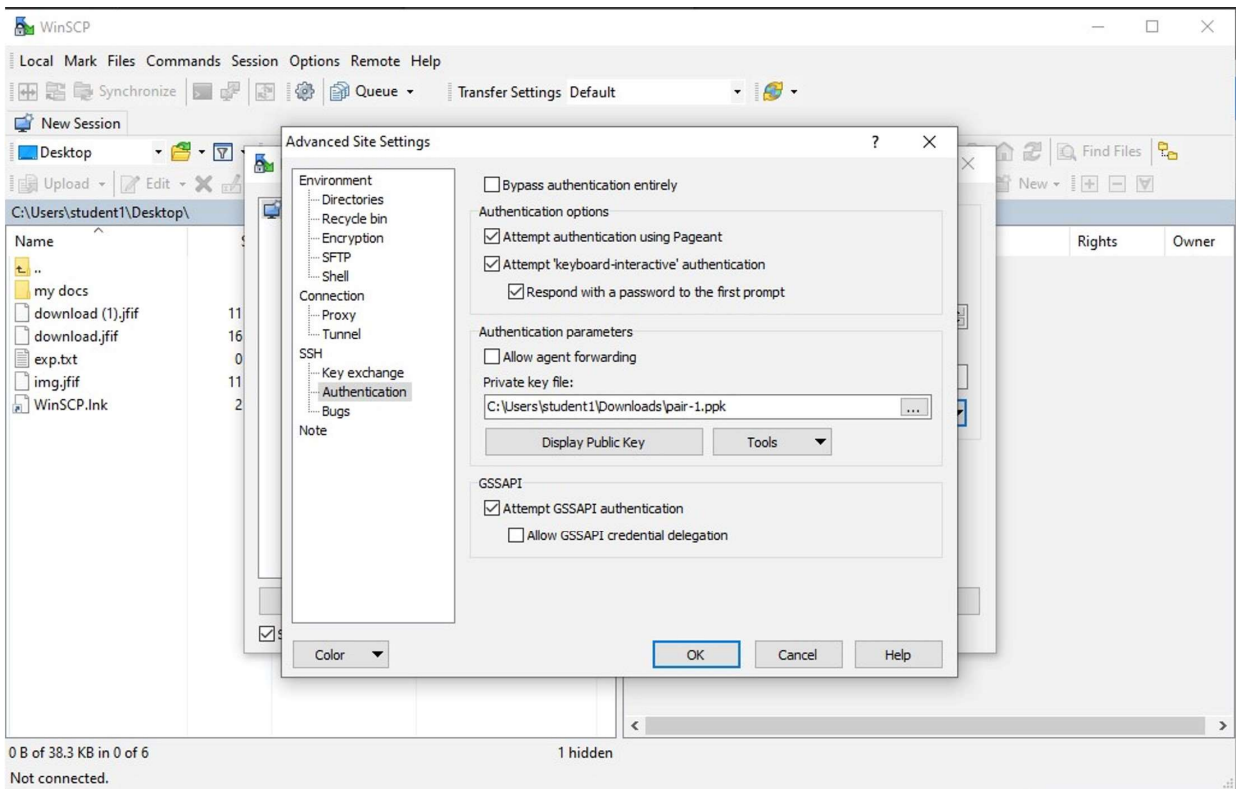 WinSCP
Local Mark Files Commands Session Options Remote Help
Synchronize Queue Transfer Settings Default
New Session
Desktop
Find Files
Upload Edit
New
C:\Users\student1\Desktop\
Name
Rights Owner
..
my docs
download (1).jfif 11
download.jfif 16
exp.txt 0
img.jfif 11
WinSCP.lnk 2
Advanced Site Settings ?
Environment
Directories
Recycle bin
Encryption
SFTP
Shell
Connection
Proxy
Tunnel
SSH
Key exchange
Authentication
Bugs
Note
Bypass authentication entirely
Authentication options
Attempt authentication using Pageant
Attempt 'keyboard-interactive' authentication
Respond with a password to the first prompt
Authentication parameters
Allow agent forwarding
Private key file:
C:\Users\student1\Downloads\pair-1.ppk ...
Display Public Key Tools
GSSAPI
Attempt GSSAPI authentication
Allow GSSAPI credential delegation
Color OK Cancel Help
0 B of 38.3 KB in 0 of 6 1 hidden
Not connected.